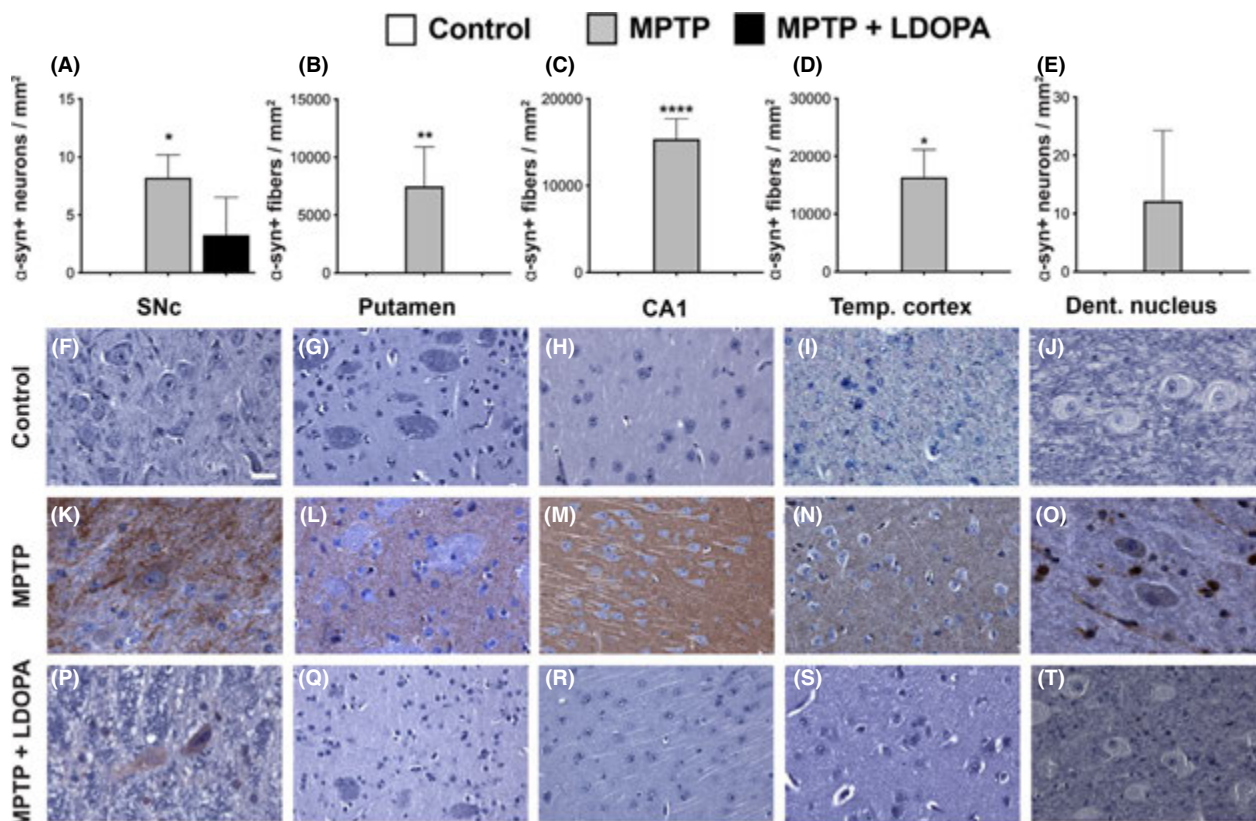 Control MPTP MPTP + LDOPA
(A) (B) (C) (D) (E)
α-syn+ neurons / mm²
15
10
5
0
*
SNc
α-syn+ fibers / mm²
15000
10000
5000
0
**
Putamen
α-syn+ fibers / mm²
20000
10000
0
****
CA1
α-syn+ fibers / mm²
30000
20000
10000
0
*
Temp. cortex
α-syn+ neurons / mm²
30
20
10
0
Dent. nucleus
Control
(F) (G) (H) (I) (J)
MPTP
(K) (L) (M) (N) (O)
MPTP + LDOPA
(P) (Q) (R) (S) (T)